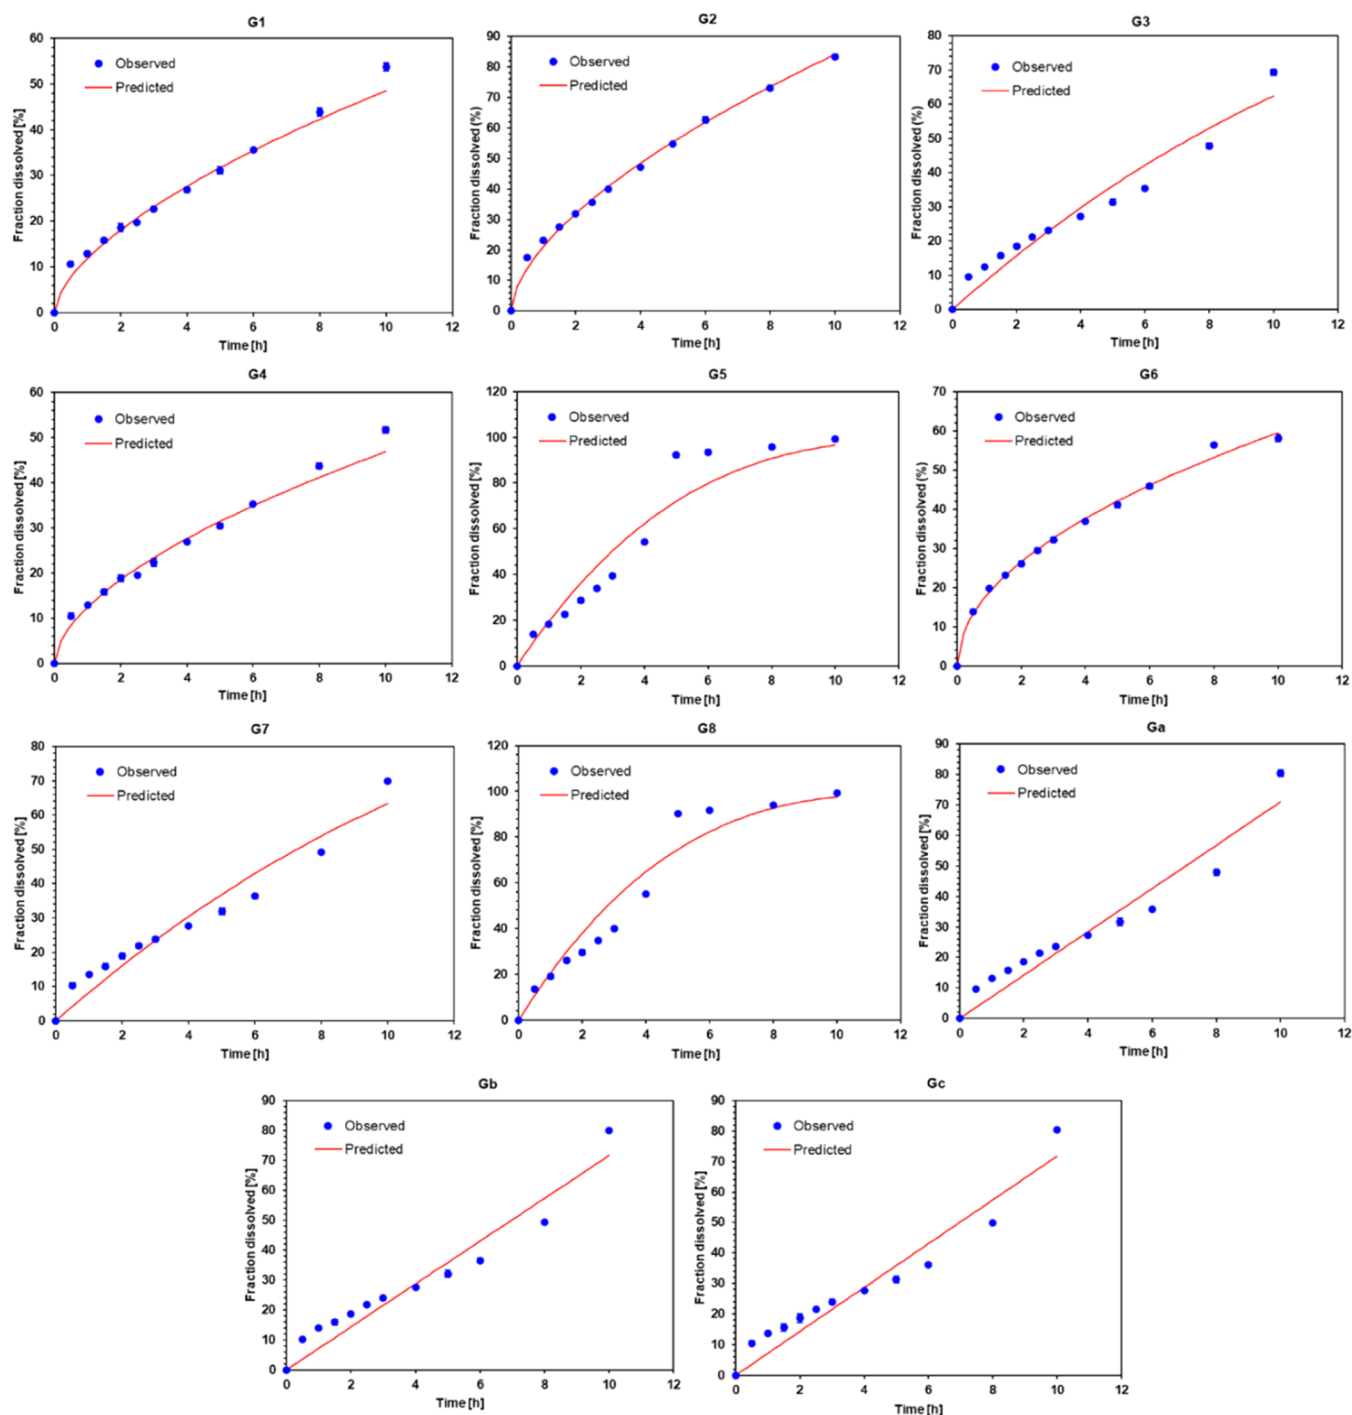 G1
60
50
40
30
20
10
0
Fraction dissolved [%]
Observed
Predicted
0 2 4 6 8 10 12
Time [h]
G2
90
80
70
60
50
40
30
20
10
0
Fraction dissolved (%)
Observed
Predicted
0 2 4 6 8 10 12
Time [h]
G3
80
70
60
50
40
30
20
10
0
Fraction dissolved (%)
Observed
Predicted
0 2 4 6 8 10 12
Time [h]
G4
60
50
40
30
20
10
0
Fraction dissolved [%]
Observed
Predicted
0 2 4 6 8 10 12
Time [h]
G5
120
100
80
60
40
20
0
Fraction dissolved [%]
Observed
Predicted
0 2 4 6 8 10 12
Time [h]
G6
70
60
50
40
30
20
10
0
Fraction dissolved (%)
Observed
Predicted
0 2 4 6 8 10 12
Time [h]
G7
80
70
60
50
40
30
20
10
0
Fraction dissolved [%]
Observed
Predicted
0 2 4 6 8 10 12
Time [h]
G8
120
100
80
60
40
20
0
Fraction dissolved [%]
Observed
Predicted
0 2 4 6 8 10 12
Time [h]
Ga
90
80
70
60
50
40
30
20
10
0
Fraction dissolved [%]
Observed
Predicted
0 2 4 6 8 10 12
Time [h]
Gb
90
80
70
60
50
40
30
20
10
0
Fraction dissolved [%]
Observed
Predicted
0 2 4 6 8 10 12
Time [h]
Gc
90
80
70
60
50
40
30
20
10
0
Fraction dissolved [%]
Observed
Predicted
0 2 4 6 8 10 12
Time [h]